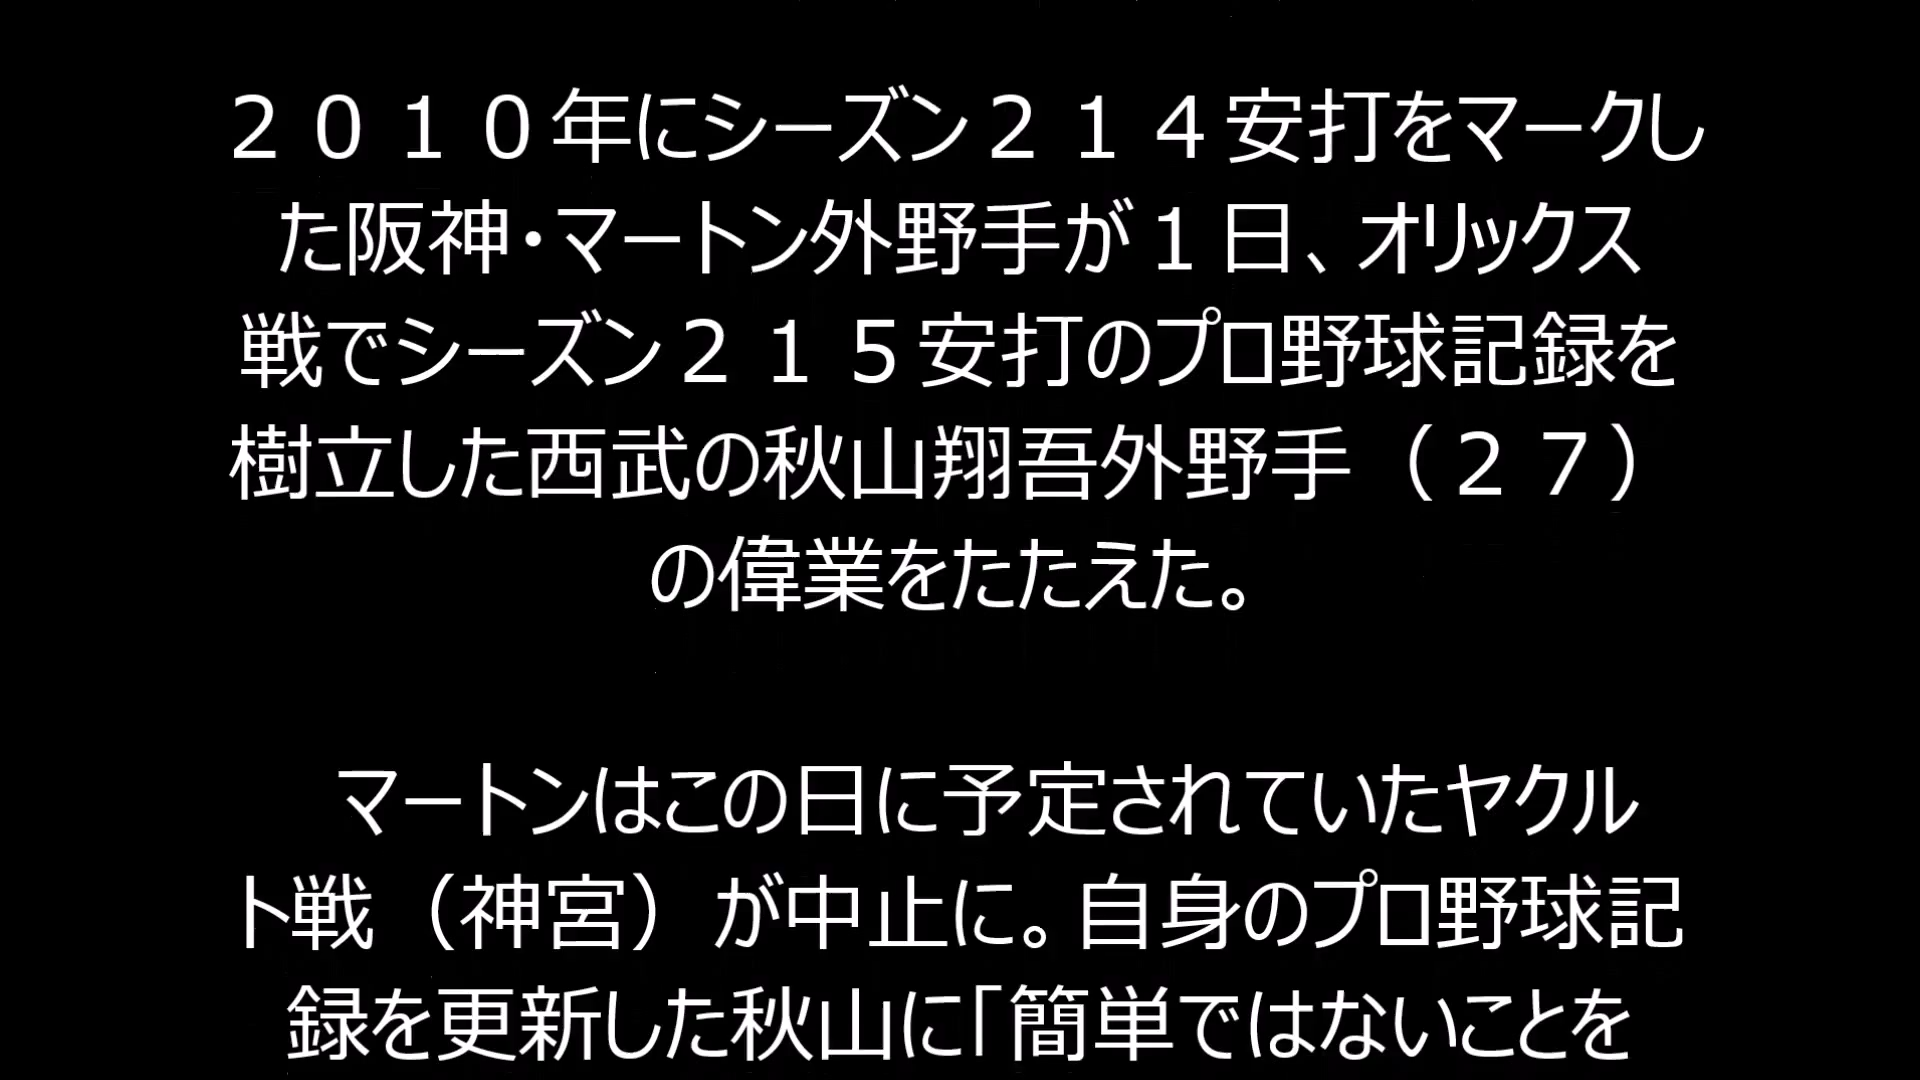 ２０１０年にシーズン２１４安打をマークし
た阪神・マートン外野手が１日、オリックス
戦でシーズン２１５安打のプロ野球記録を
樹立した西武の秋山翔吾外野手（２７）
の偉業をたたえた。
マートンはこの日に予定されていたヤクル
ト戦（神宮）が中止に。自身のプロ野球記
録を更新した秋山に「簡単ではないことを